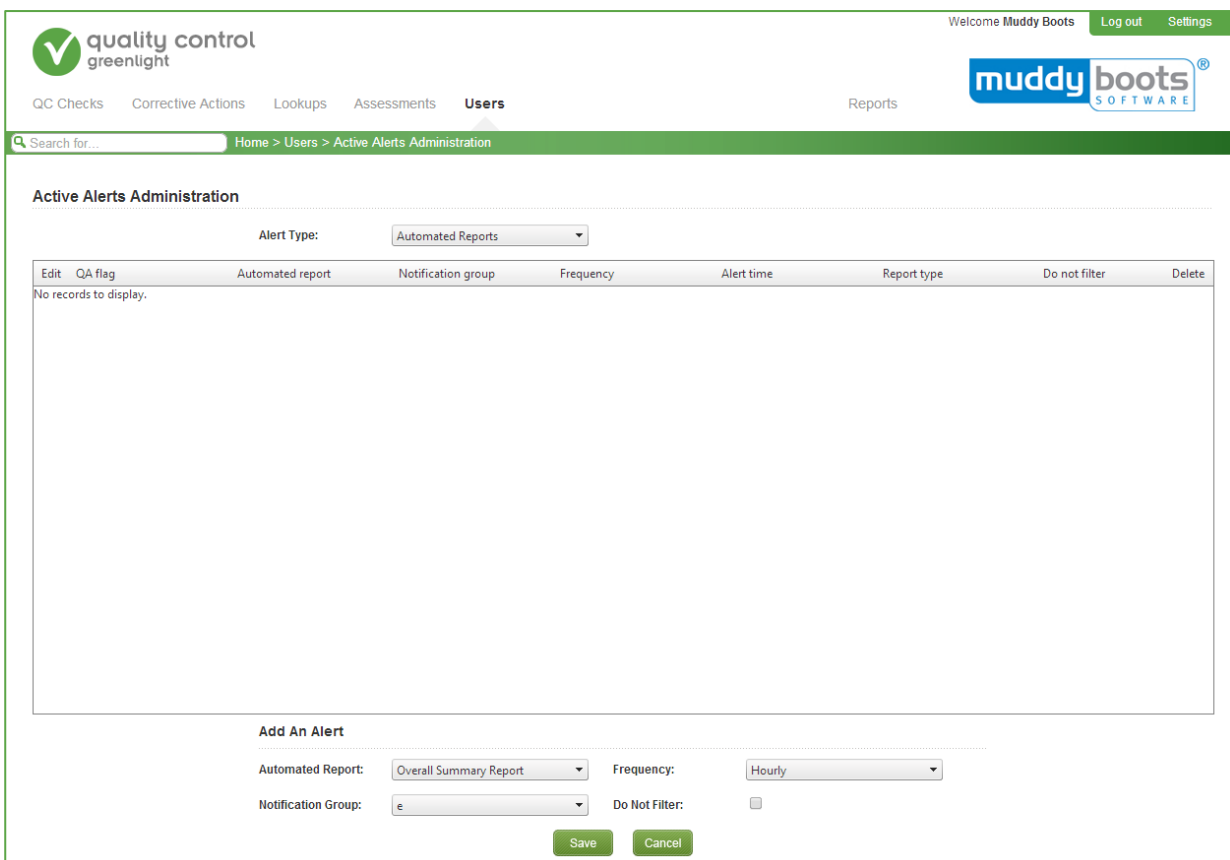 Welcome Muddy Boots Log out Settings
quality control
greenlight
muddy boots®
SOFTWARE
QC Checks Corrective Actions Lookups Assessments Users Reports
Search for... Home > Users > Active Alerts Administration
Active Alerts Administration
Alert Type: Automated Reports
Edit QA flag Automated report Notification group Frequency Alert time Report type Do not filter Delete
No records to display.
Add An Alert
Automated Report: Overall Summary Report Frequency: Hourly
Notification Group: e Do Not Filter:
Save Cancel